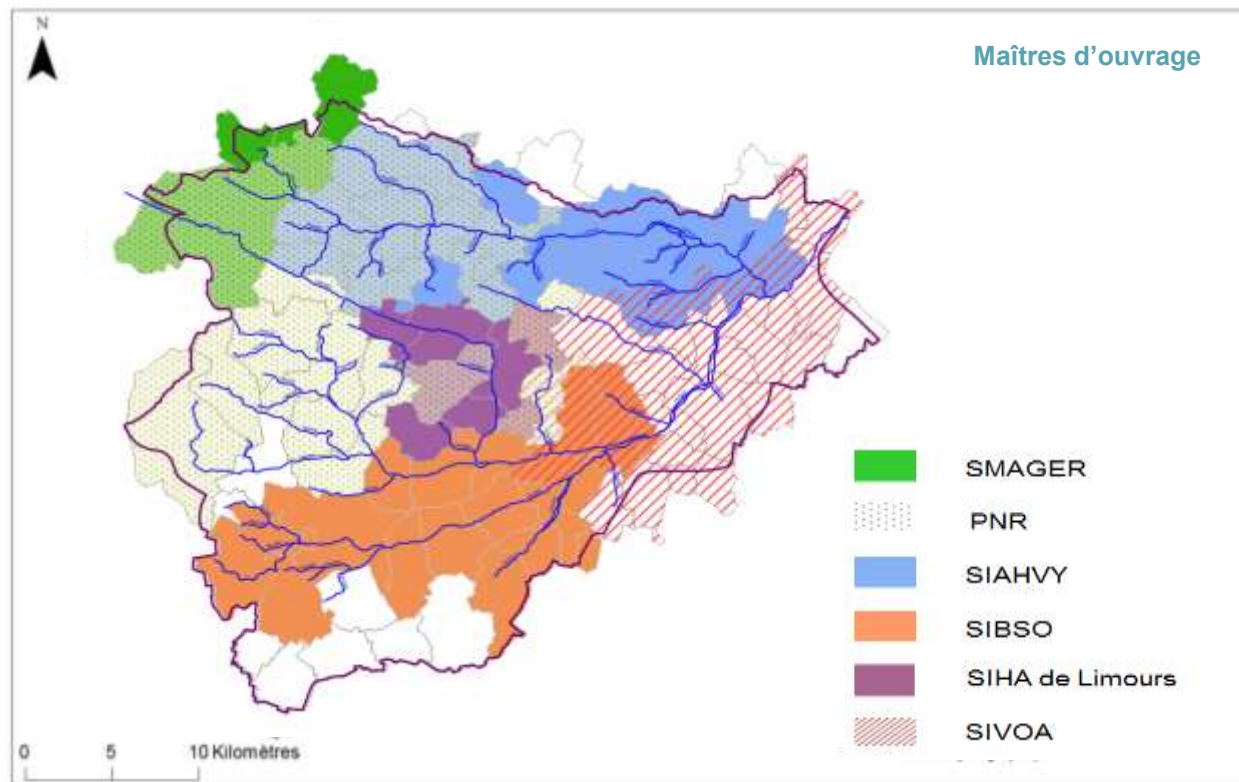 N
Maîtres d'ouvrage
SMAGER
PNR
SIAHVY
SIBSO
SIHA de Limours
SIVOA
0 5 10 Kilomètres